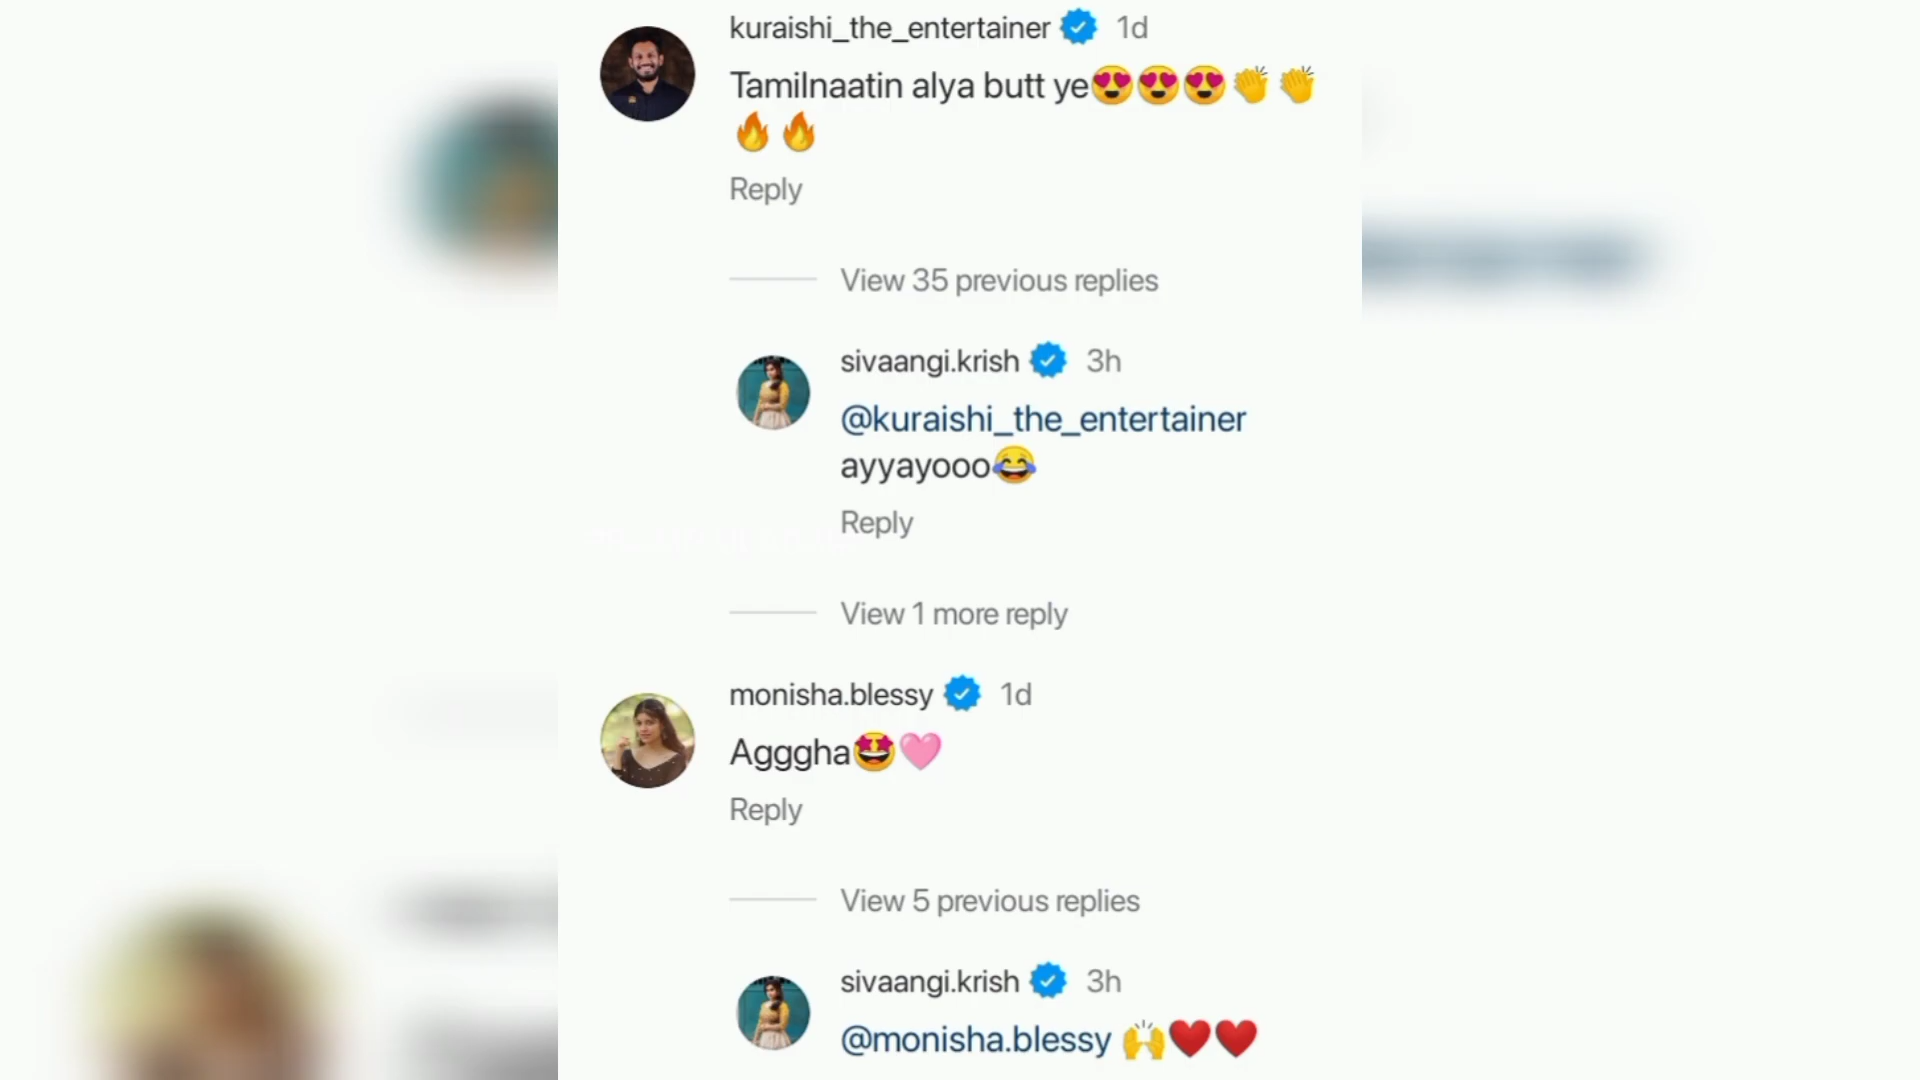 kuraishi_the_entertainer 1d
Tamilnaatin alya butt ye😍😍😍👏👏
🔥🔥
Reply
View 35 previous replies
sivaangi.krish 3h
@kuraishi_the_entertainer
ayyayooo😂
Reply
View 1 more reply
monisha.blessy 1d
Agggha🤩🩷
Reply
View 5 previous replies
sivaangi.krish 3h
@monisha.blessy 🙌❤️❤️